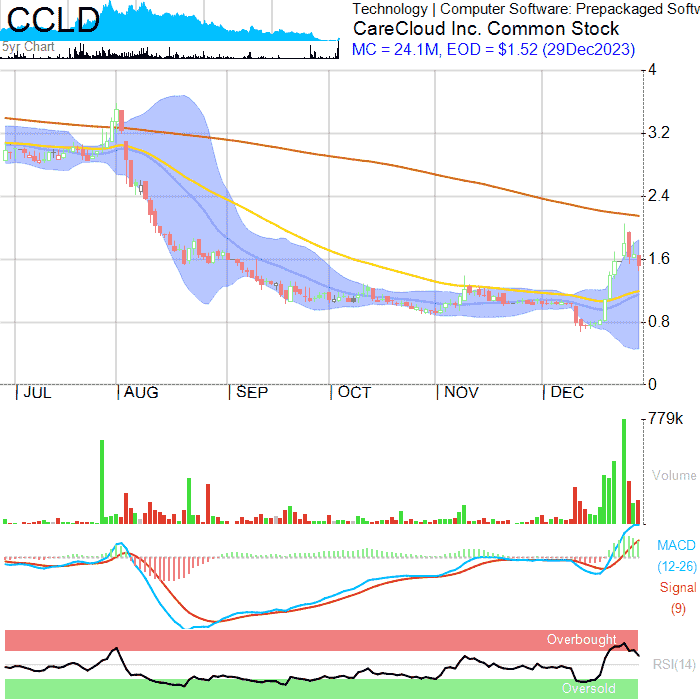 CCLD
5yr Chart
Technology | Computer Software: Prepackaged Softw
CareCloud Inc. Common Stock
MC = 24.1M, EOD = $1.52 (29Dec2023)
4
3.2
2.4
1.6
0.8
0
JUL AUG SEP OCT NOV DEC
779k
Volume
MACD
(12-26)
Signal
(9)
Overbought
RSI(14)
Oversold